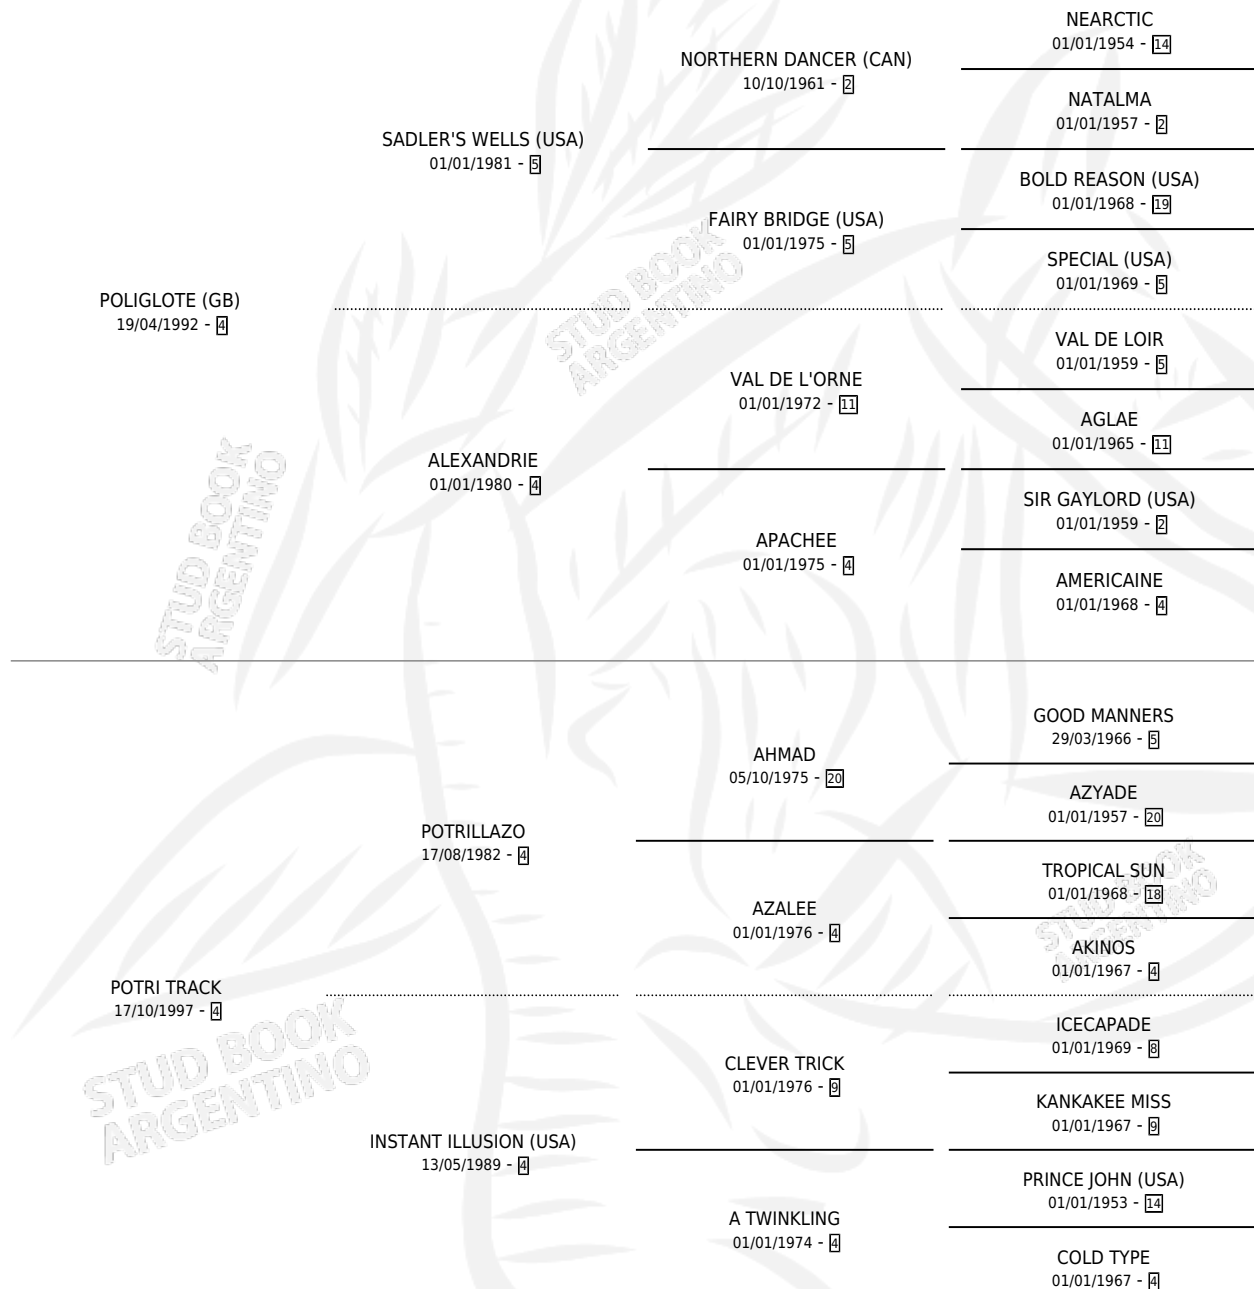 NEARCTIC
01/01/1954 - 14
NORTHERN DANCER (CAN)
10/10/1961 - 2
NATALMA
01/01/1957 - 2
SADLER'S WELLS (USA)
01/01/1981 - 5
BOLD REASON (USA)
01/01/1968 - 19
FAIRY BRIDGE (USA)
01/01/1975 - 5
SPECIAL (USA)
01/01/1969 - 5
STUD BOOK
ARGENTINO
POLIGLOTE (GB)
19/04/1992 - 4
VAL DE LOIR
01/01/1959 - 5
VAL DE L'ORNE
01/01/1972 - 11
AGLAE
01/01/1965 - 11
ALEXANDRIE
01/01/1980 - 4
SIR GAYLORD (USA)
01/01/1959 - 2
APACHEE
01/01/1975 - 4
AMERICAINE
01/01/1968 - 4
STUD BOOK
ARGENTINO
GOOD MANNERS
29/03/1966 - 5
AHMAD
05/10/1975 - 20
AZYADE
01/01/1957 - 20
POTRILLAZO
17/08/1982 - 4
TROPICAL SUN
01/01/1968 - 18
AZALEE
01/01/1976 - 4
AKINOS
01/01/1967 - 4
STUD BOOK
ARGENTINO
POTRI TRACK
17/10/1997 - 4
ICECAPADE
01/01/1969 - 8
CLEVER TRICK
01/01/1976 - 9
KANKAKEE MISS
01/01/1967 - 9
STUD BOOK
ARGENTINO
INSTANT ILLUSION (USA)
13/05/1989 - 4
PRINCE JOHN (USA)
01/01/1953 - 14
A TWINKLING
01/01/1974 - 4
COLD TYPE
01/01/1967 - 4